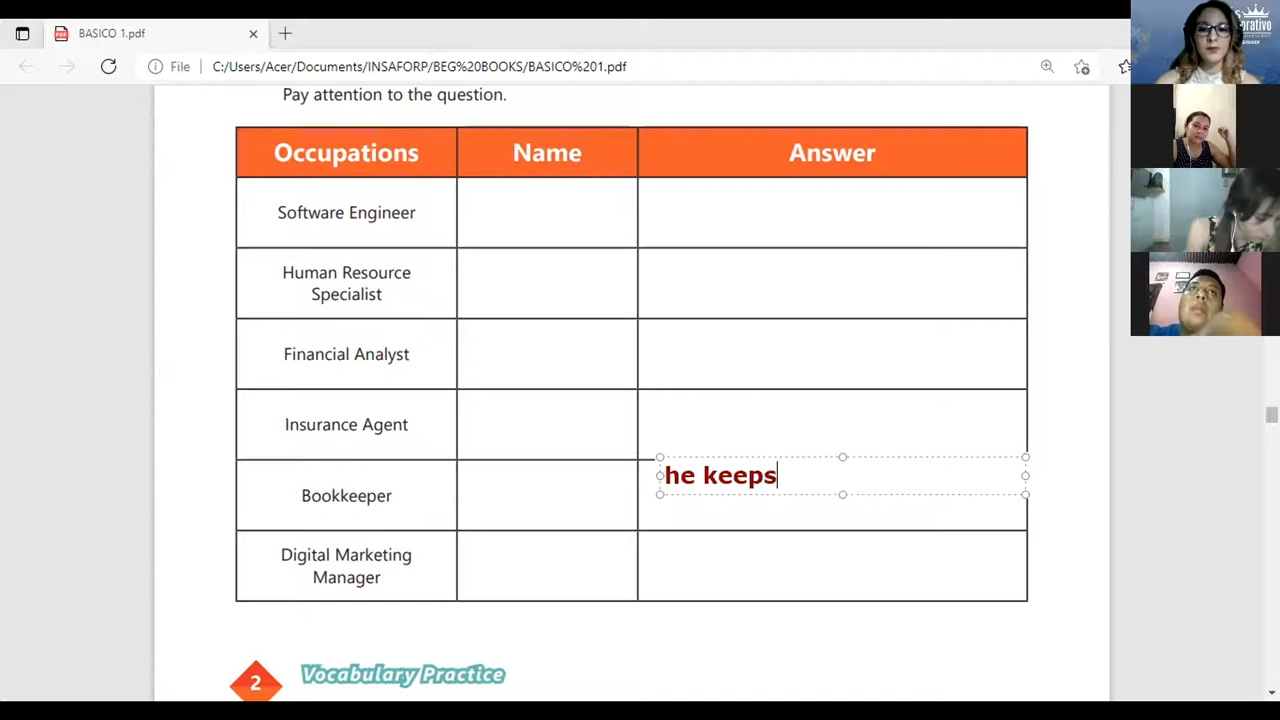 BASICO 1.pdf
File
C:/Users/Acer/Documents/INSAFORP/BEG%20BOOKS/BASICO%201.pdf
Pay attention to the question.
Occupations Name Answer
Software Engineer
Human Resource
Specialist
Financial Analyst
Insurance Agent
he keeps
Bookkeeper
Digital Marketing
Manager
2 Vocabulary Practice